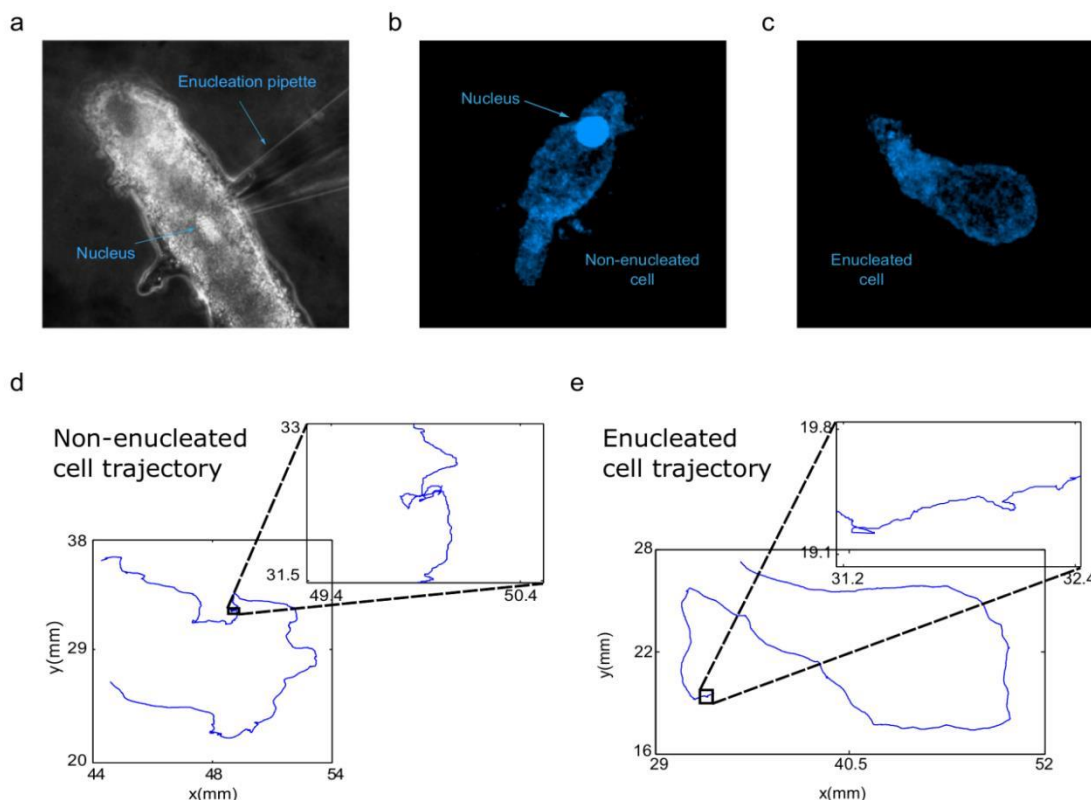 a
b
c
Enucleation pipette
Nucleus
Nucleus
Non-enucleated
cell
Enucleated
cell
d
e
Non-enucleated
cell trajectory
33
31.5
49.4
50.4
38
29
20
44
48
54
y(mm)
x(mm)
Enucleated
cell trajectory
19.8
19.1
31.2
32.4
28
22
16
29
40.5
52
y(mm)
x(mm)